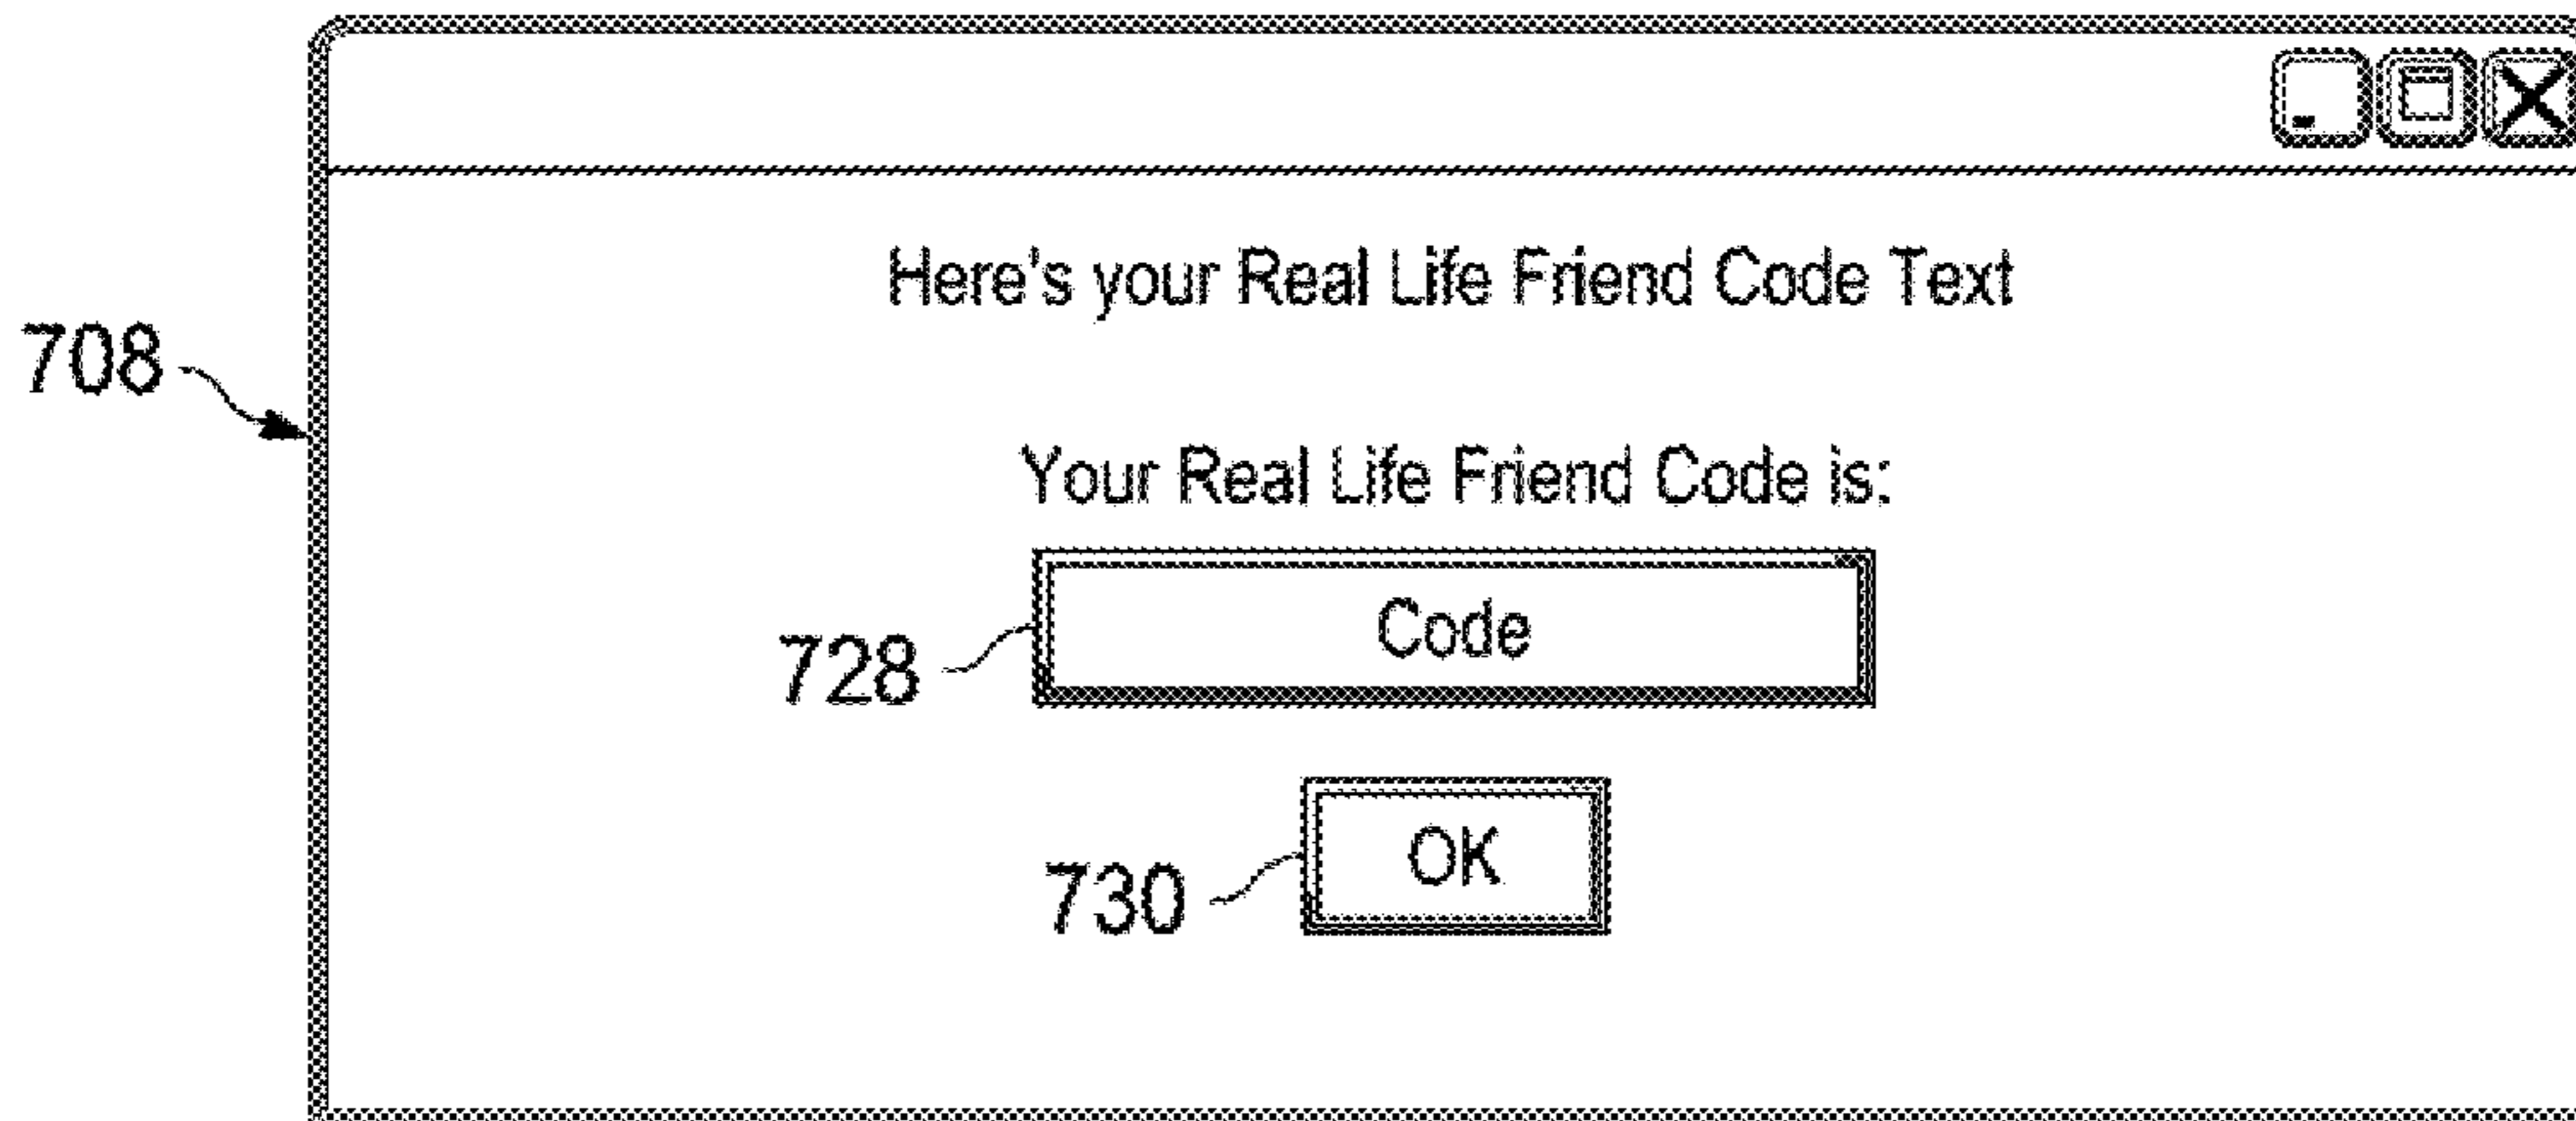 Here's your Real Life Friend Code Text
708
Your Real Life Friend Code is:
Code
728
OK
730